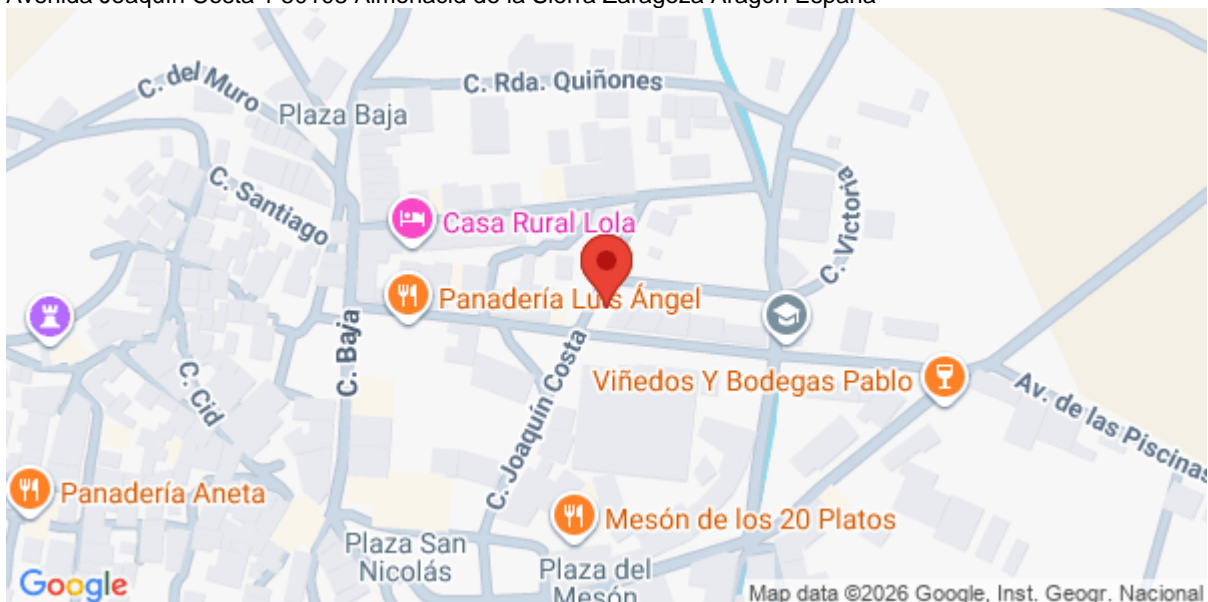 C. del Muro
C. Rda. Quiñones
Plaza Baja
C. Santiago
C. Victoria
Casa Rural Lola
Panadería Luis Ángel
C. Baja
C. Joaquín Costa
Viñedos Y Bodegas Pablo
C. Cid
Av. de las Piscinas
Panadería Aneta
Mesón de los 20 Platos
Plaza San
Nicolás
Plaza del
Mesón
Google
Map data ©2026 Google, Inst. Geogr. Nacional